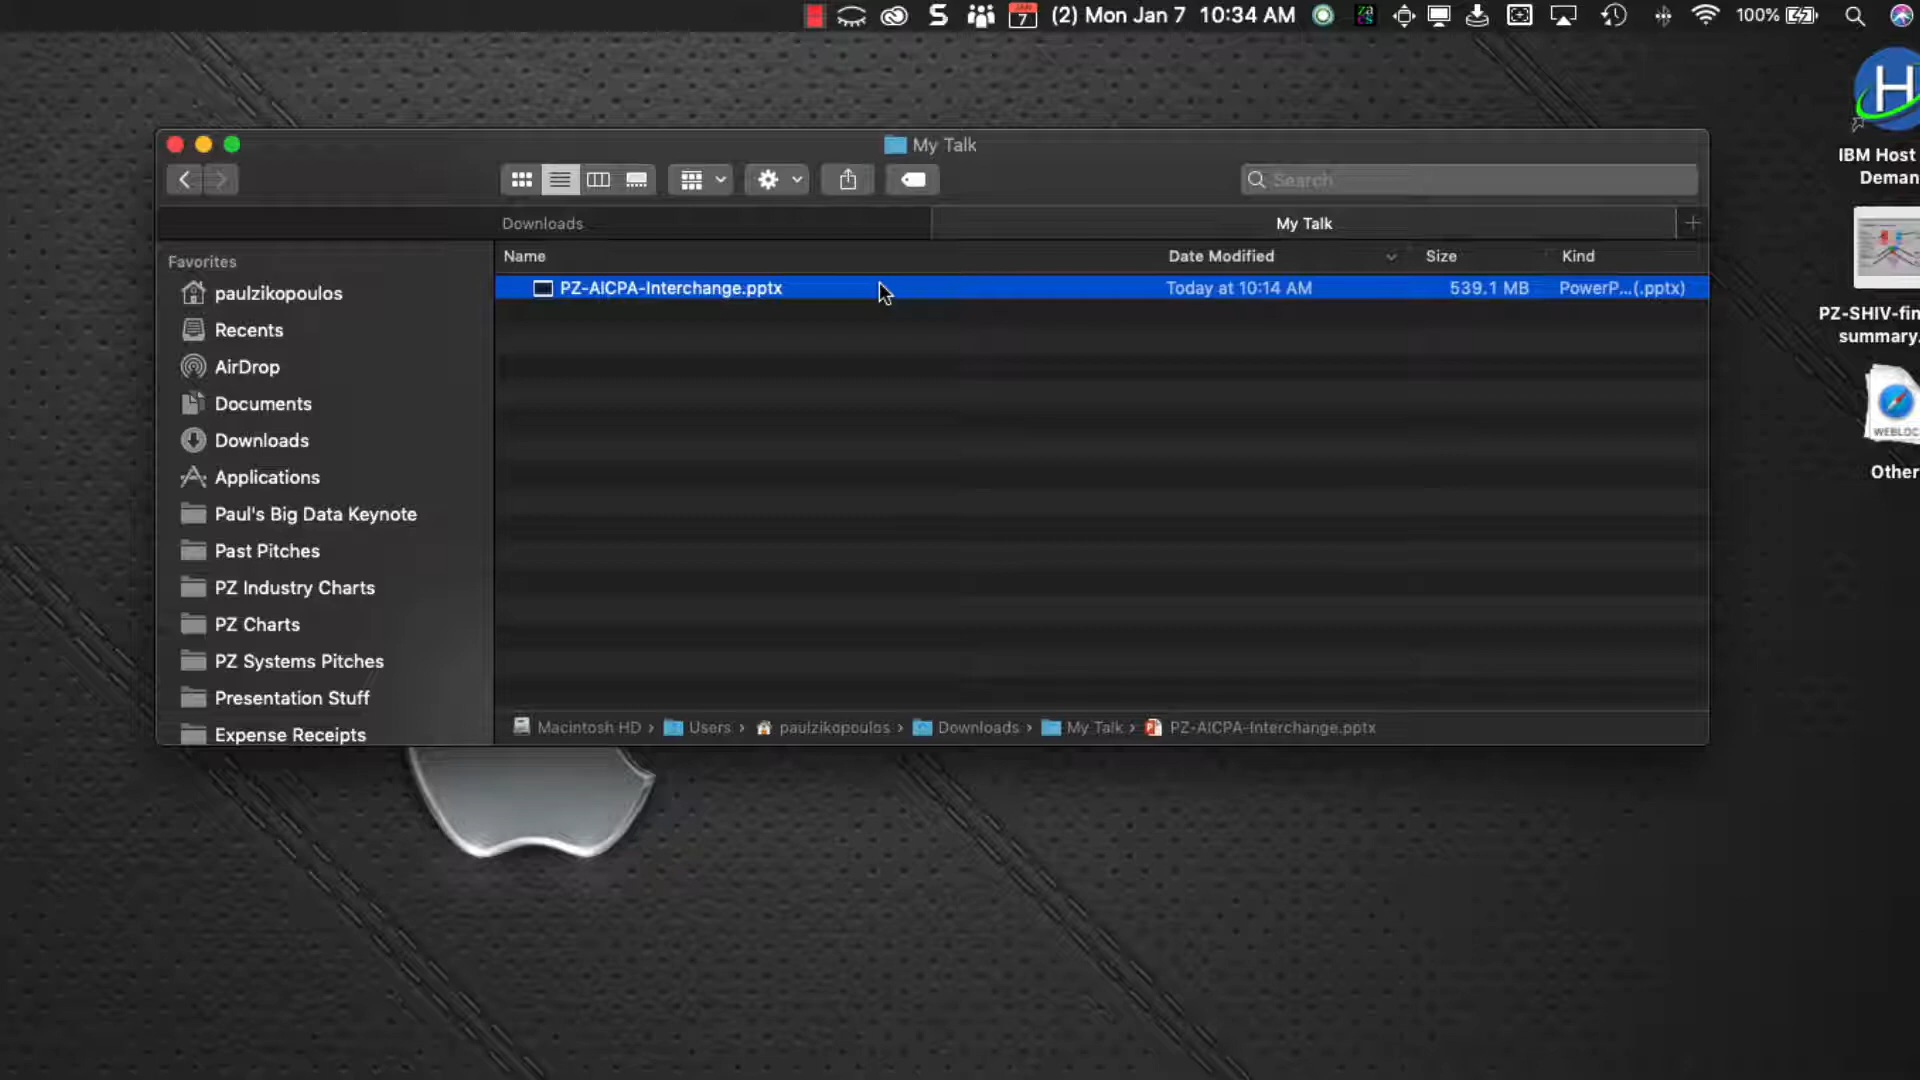 JAN
7
(2) Mon Jan 7 10:34 AM
100%
My Talk
Search
Downloads
My Talk
Favorites
paulzikopoulos
Recents
AirDrop
Documents
Downloads
Applications
Paul's Big Data Keynote
Past Pitches
PZ Industry Charts
PZ Charts
PZ Systems Pitches
Presentation Stuff
Expense Receipts
Name
Date Modified
Size
Kind
PZ-AICPA-Interchange.pptx
Today at 10:14 AM
539.1 MB
PowerP...(.pptx)
Macintosh HD › Users › paulzikopoulos › Downloads › My Talk › PZ-AICPA-Interchange.pptx
H
IBM Host
Deman
PZ-SHIV-fin
summary.
WEBLOC
Other